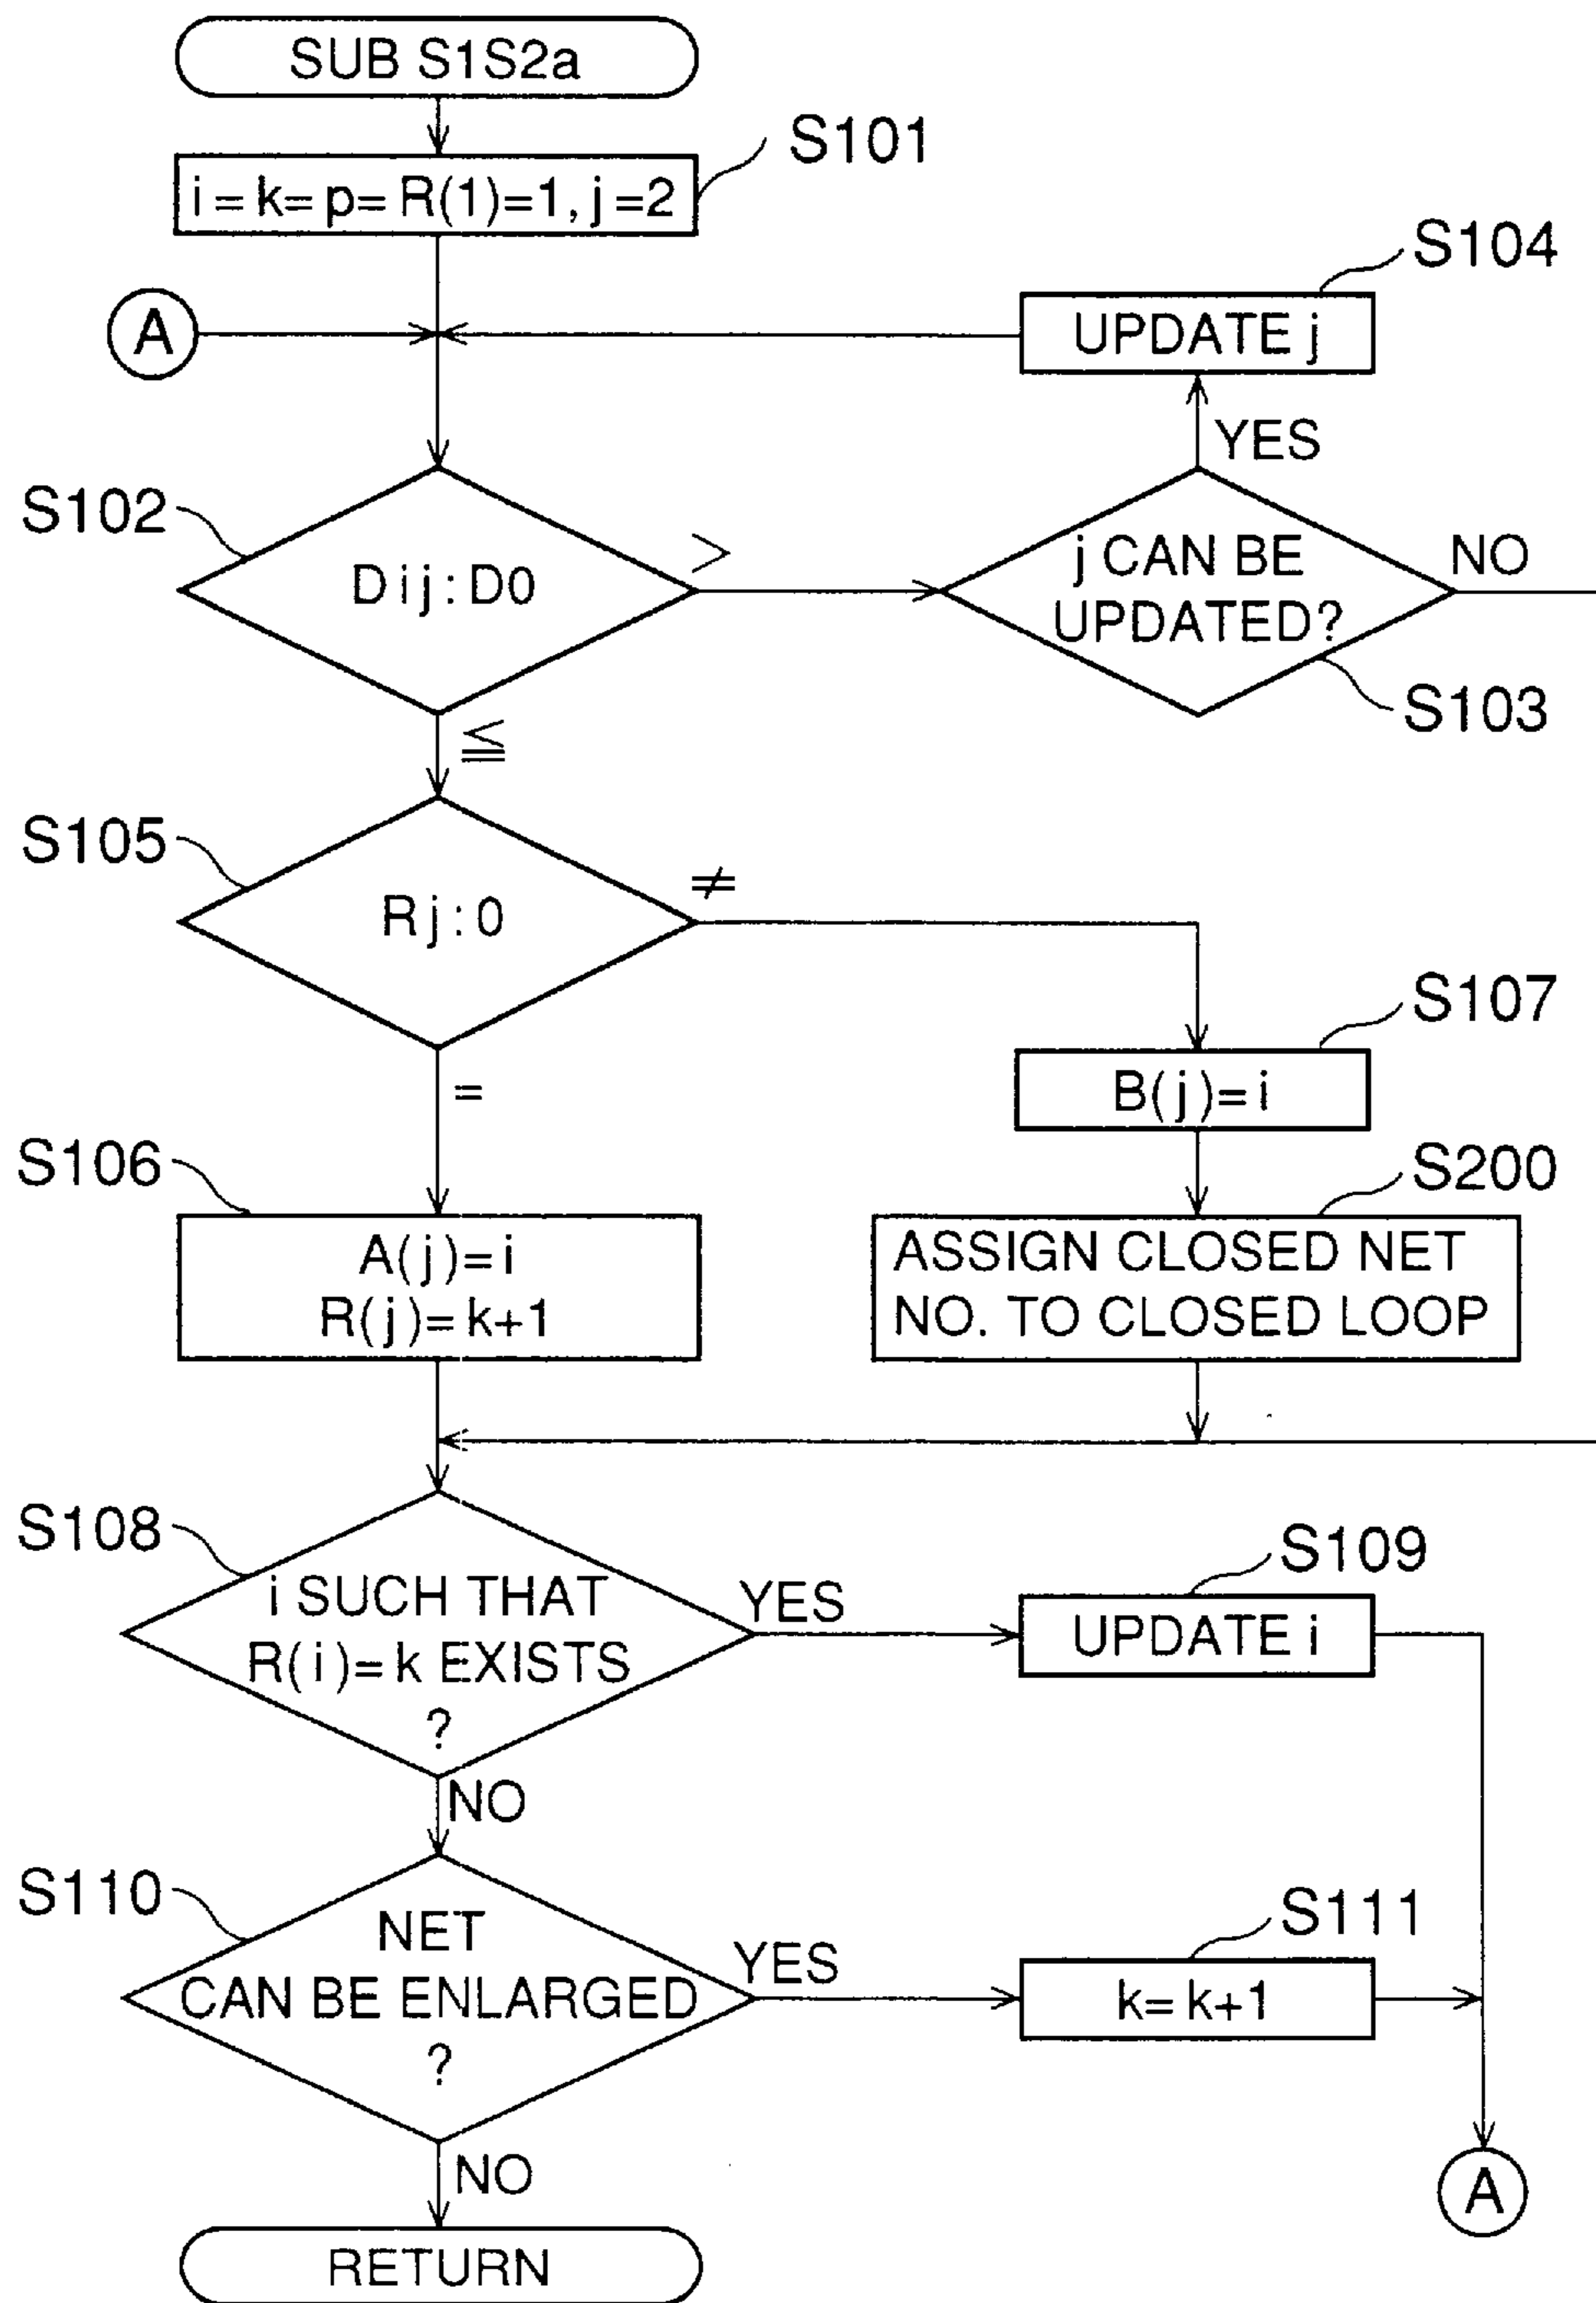 SUB S1S2a
S101
i = k= p= R(1)=1, j =2
S104
A
UPDATE j
YES
S102
>
j CAN BE
UPDATED?
NO
D i j : D0
S103
≦
S105
≠
R j : 0
S107
=
B( j )= i
S106
S200
A( j )= i
R( j )= k+1
ASSIGN CLOSED NET
NO. TO CLOSED LOOP
S108
S109
i SUCH THAT
R( i )= k EXISTS
?
YES
UPDATE i
NO
S110
S111
NET
CAN BE ENLARGED
?
YES
k= k+1
NO
A
RETURN